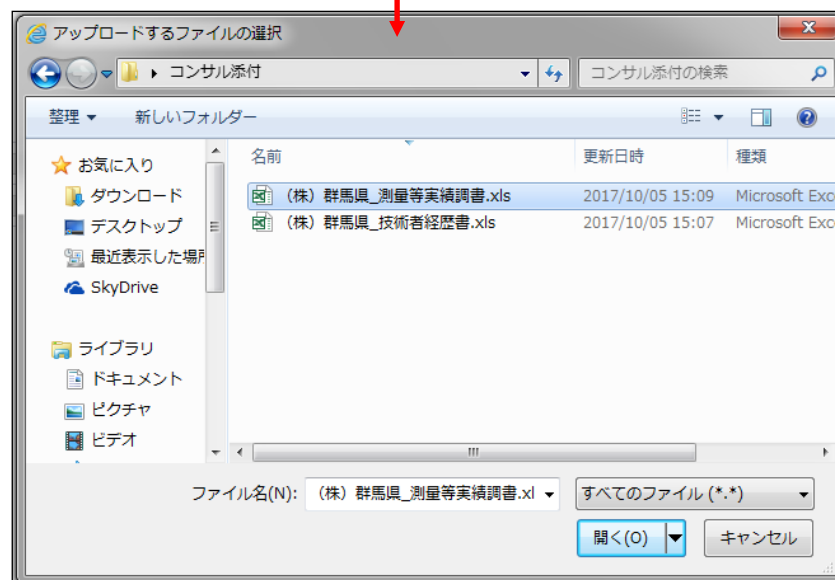 アップロードするファイルの選択
コンサル添付
コンサル添付の検索
整理
新しいフォルダー
名前
更新日時
種類
お気に入り
ダウンロード
デスクトップ
最近表示した場所
SkyDrive
ライブラリ
ドキュメント
ピクチャ
ビデオ
（株）群馬県_測量等実績調書.xls 2017/10/05 15:09 Microsoft Exc
（株）群馬県_技術者経歴書.xls 2017/10/05 15:07 Microsoft Exc
ファイル名(N): （株）群馬県_測量等実績調書.xl
すべてのファイル (*.*)
開く(O)
キャンセル